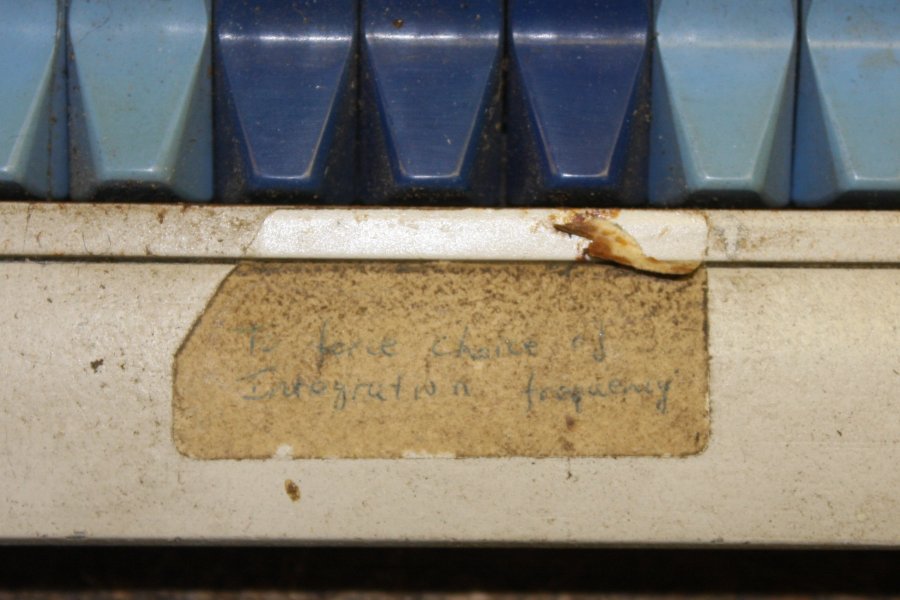 To force choice of
Integration frequency